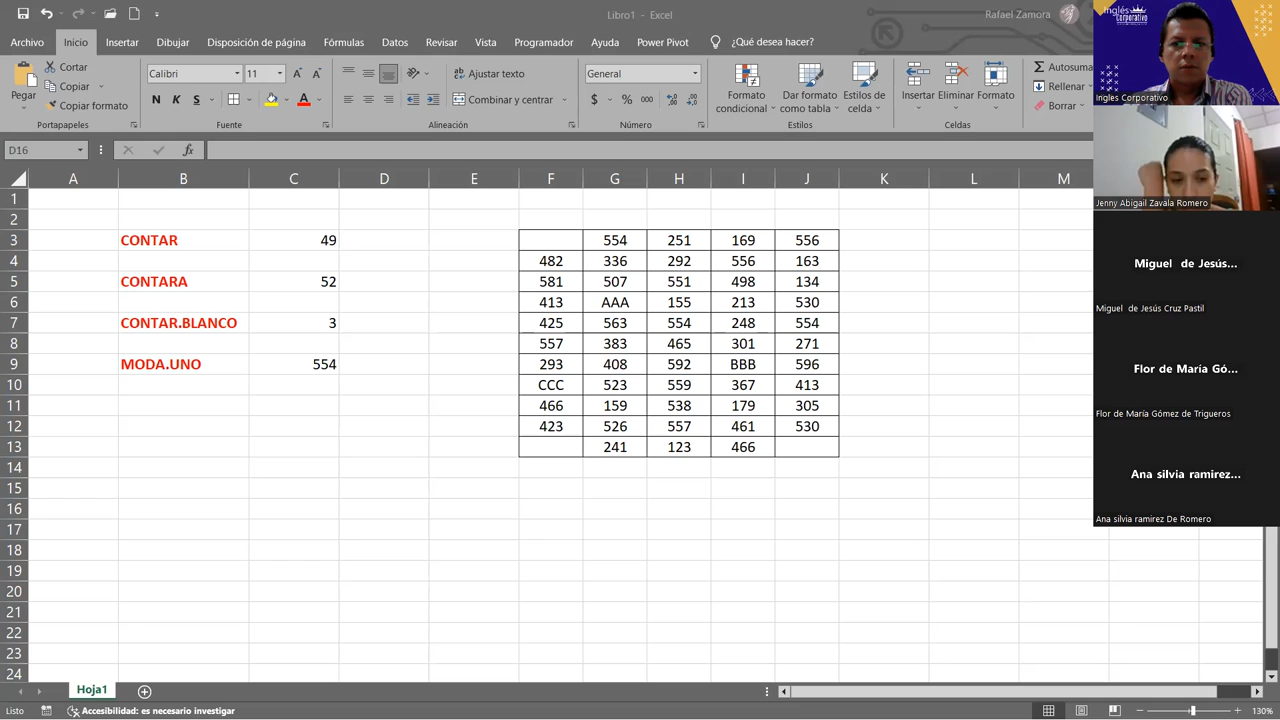 Libro1 - Excel
Rafael Zamora
Archivo Inicio Insertar Dibujar Disposición de página Fórmulas Datos Revisar Vista Programador Ayuda Power Pivot ¿Qué desea hacer?
Pegar
Cortar
Copiar
Copiar formato
Portapapeles
Calibri 11
N K S
Fuente
Ajustar texto
Combinar y centrar
Alineación
General
$ % 000
Número
Formato condicional
Dar formato como tabla
Estilos de celda
Estilos
Insertar Eliminar Formato
Celdas
Autosuma
Rellenar
Borrar
D16
fx
A B C D E F G H I J K L M
1
2
3 CONTAR 49 554 251 169 556
4 482 336 292 556 163
5 CONTARA 52 581 507 551 498 134
6 413 AAA 155 213 530
7 CONTAR.BLANCO 3 425 563 554 248 554
8 557 383 465 301 271
9 MODA.UNO 554 293 408 592 BBB 596
10 CCC 523 559 367 413
11 466 159 538 179 305
12 423 526 557 461 530
13 241 123 466
14
15
16
17
18
19
20
21
22
23
24
Hoja1
Listo
Accesibilidad: es necesario investigar
130%
Inglés
Corporativo
Ingles Corporativo
Jenny Abigail Zavala Romero
Miguel de Jesús...
Miguel de Jesús Cruz Pastil
Flor de María Gó...
Flor de María Gómez de Trigueros
Ana silvia ramirez...
Ana silvia ramirez De Romero